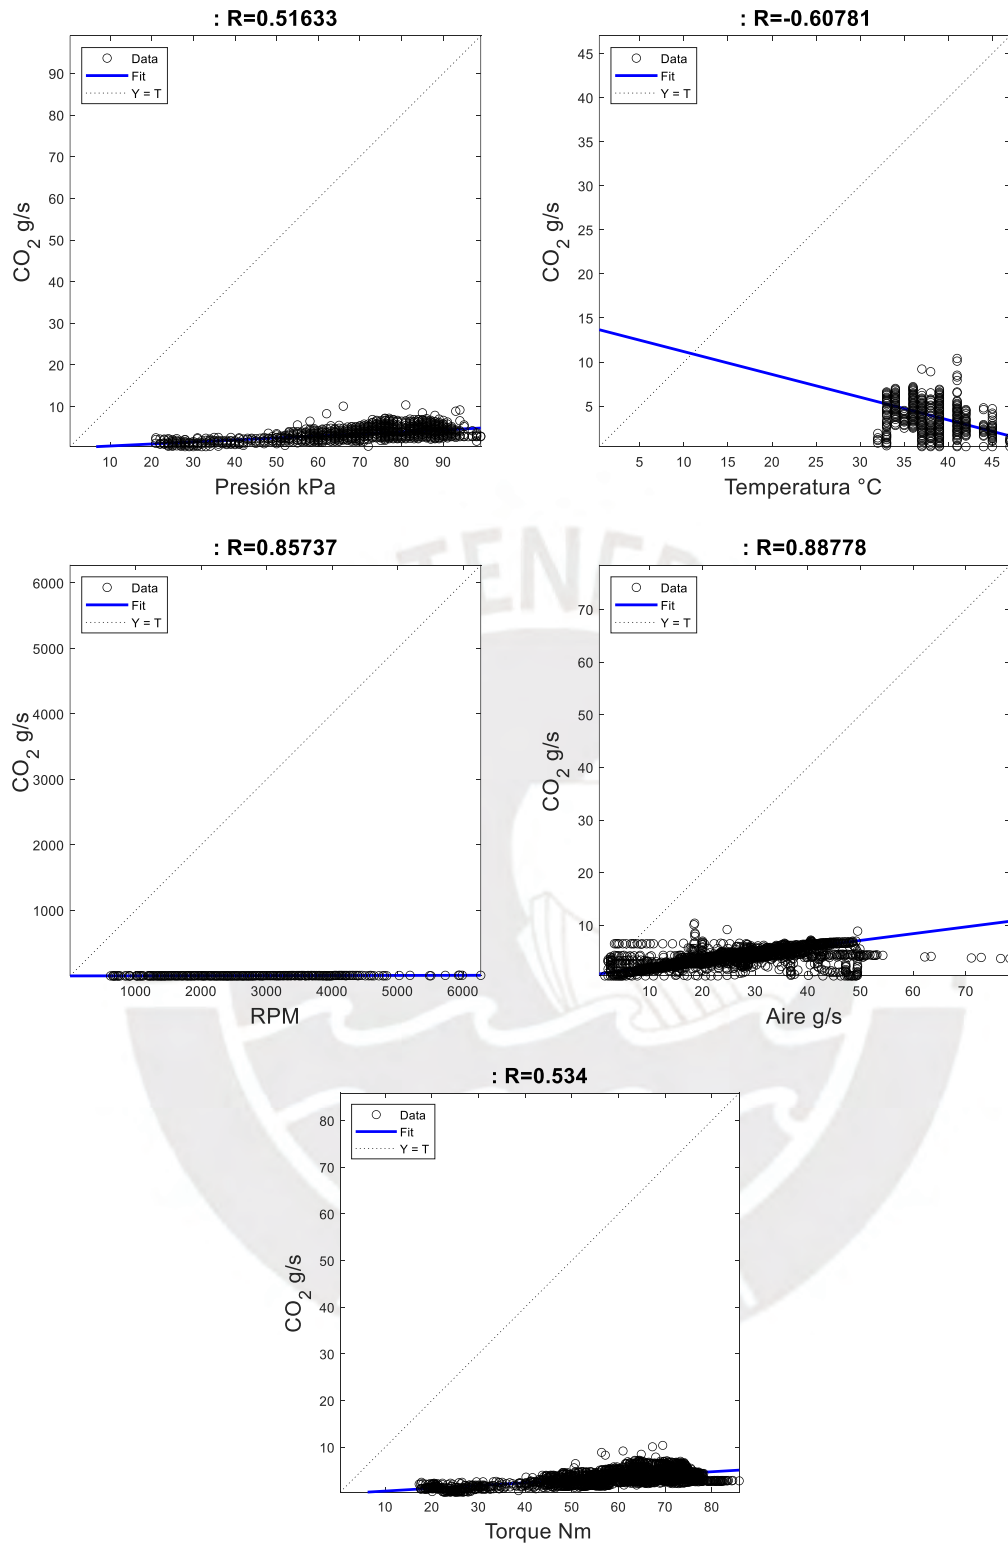 : R=0.51633
Data
Fit
Y = T
CO2 g/s
90
80
70
60
50
40
30
20
10
10 20 30 40 50 60 70 80 90
Presión kPa
: R=-0.60781
Data
Fit
Y = T
CO2 g/s
45
40
35
30
25
20
15
10
5
5 10 15 20 25 30 35 40 45
Temperatura °C
: R=0.85737
Data
Fit
Y = T
CO2 g/s
6000
5000
4000
3000
2000
1000
1000 2000 3000 4000 5000 6000
RPM
: R=0.88778
Data
Fit
Y = T
CO2 g/s
70
60
50
40
30
20
10
10 20 30 40 50 60 70
Aire g/s
: R=0.534
Data
Fit
Y = T
CO2 g/s
80
70
60
50
40
30
20
10
10 20 30 40 50 60 70 80
Torque Nm